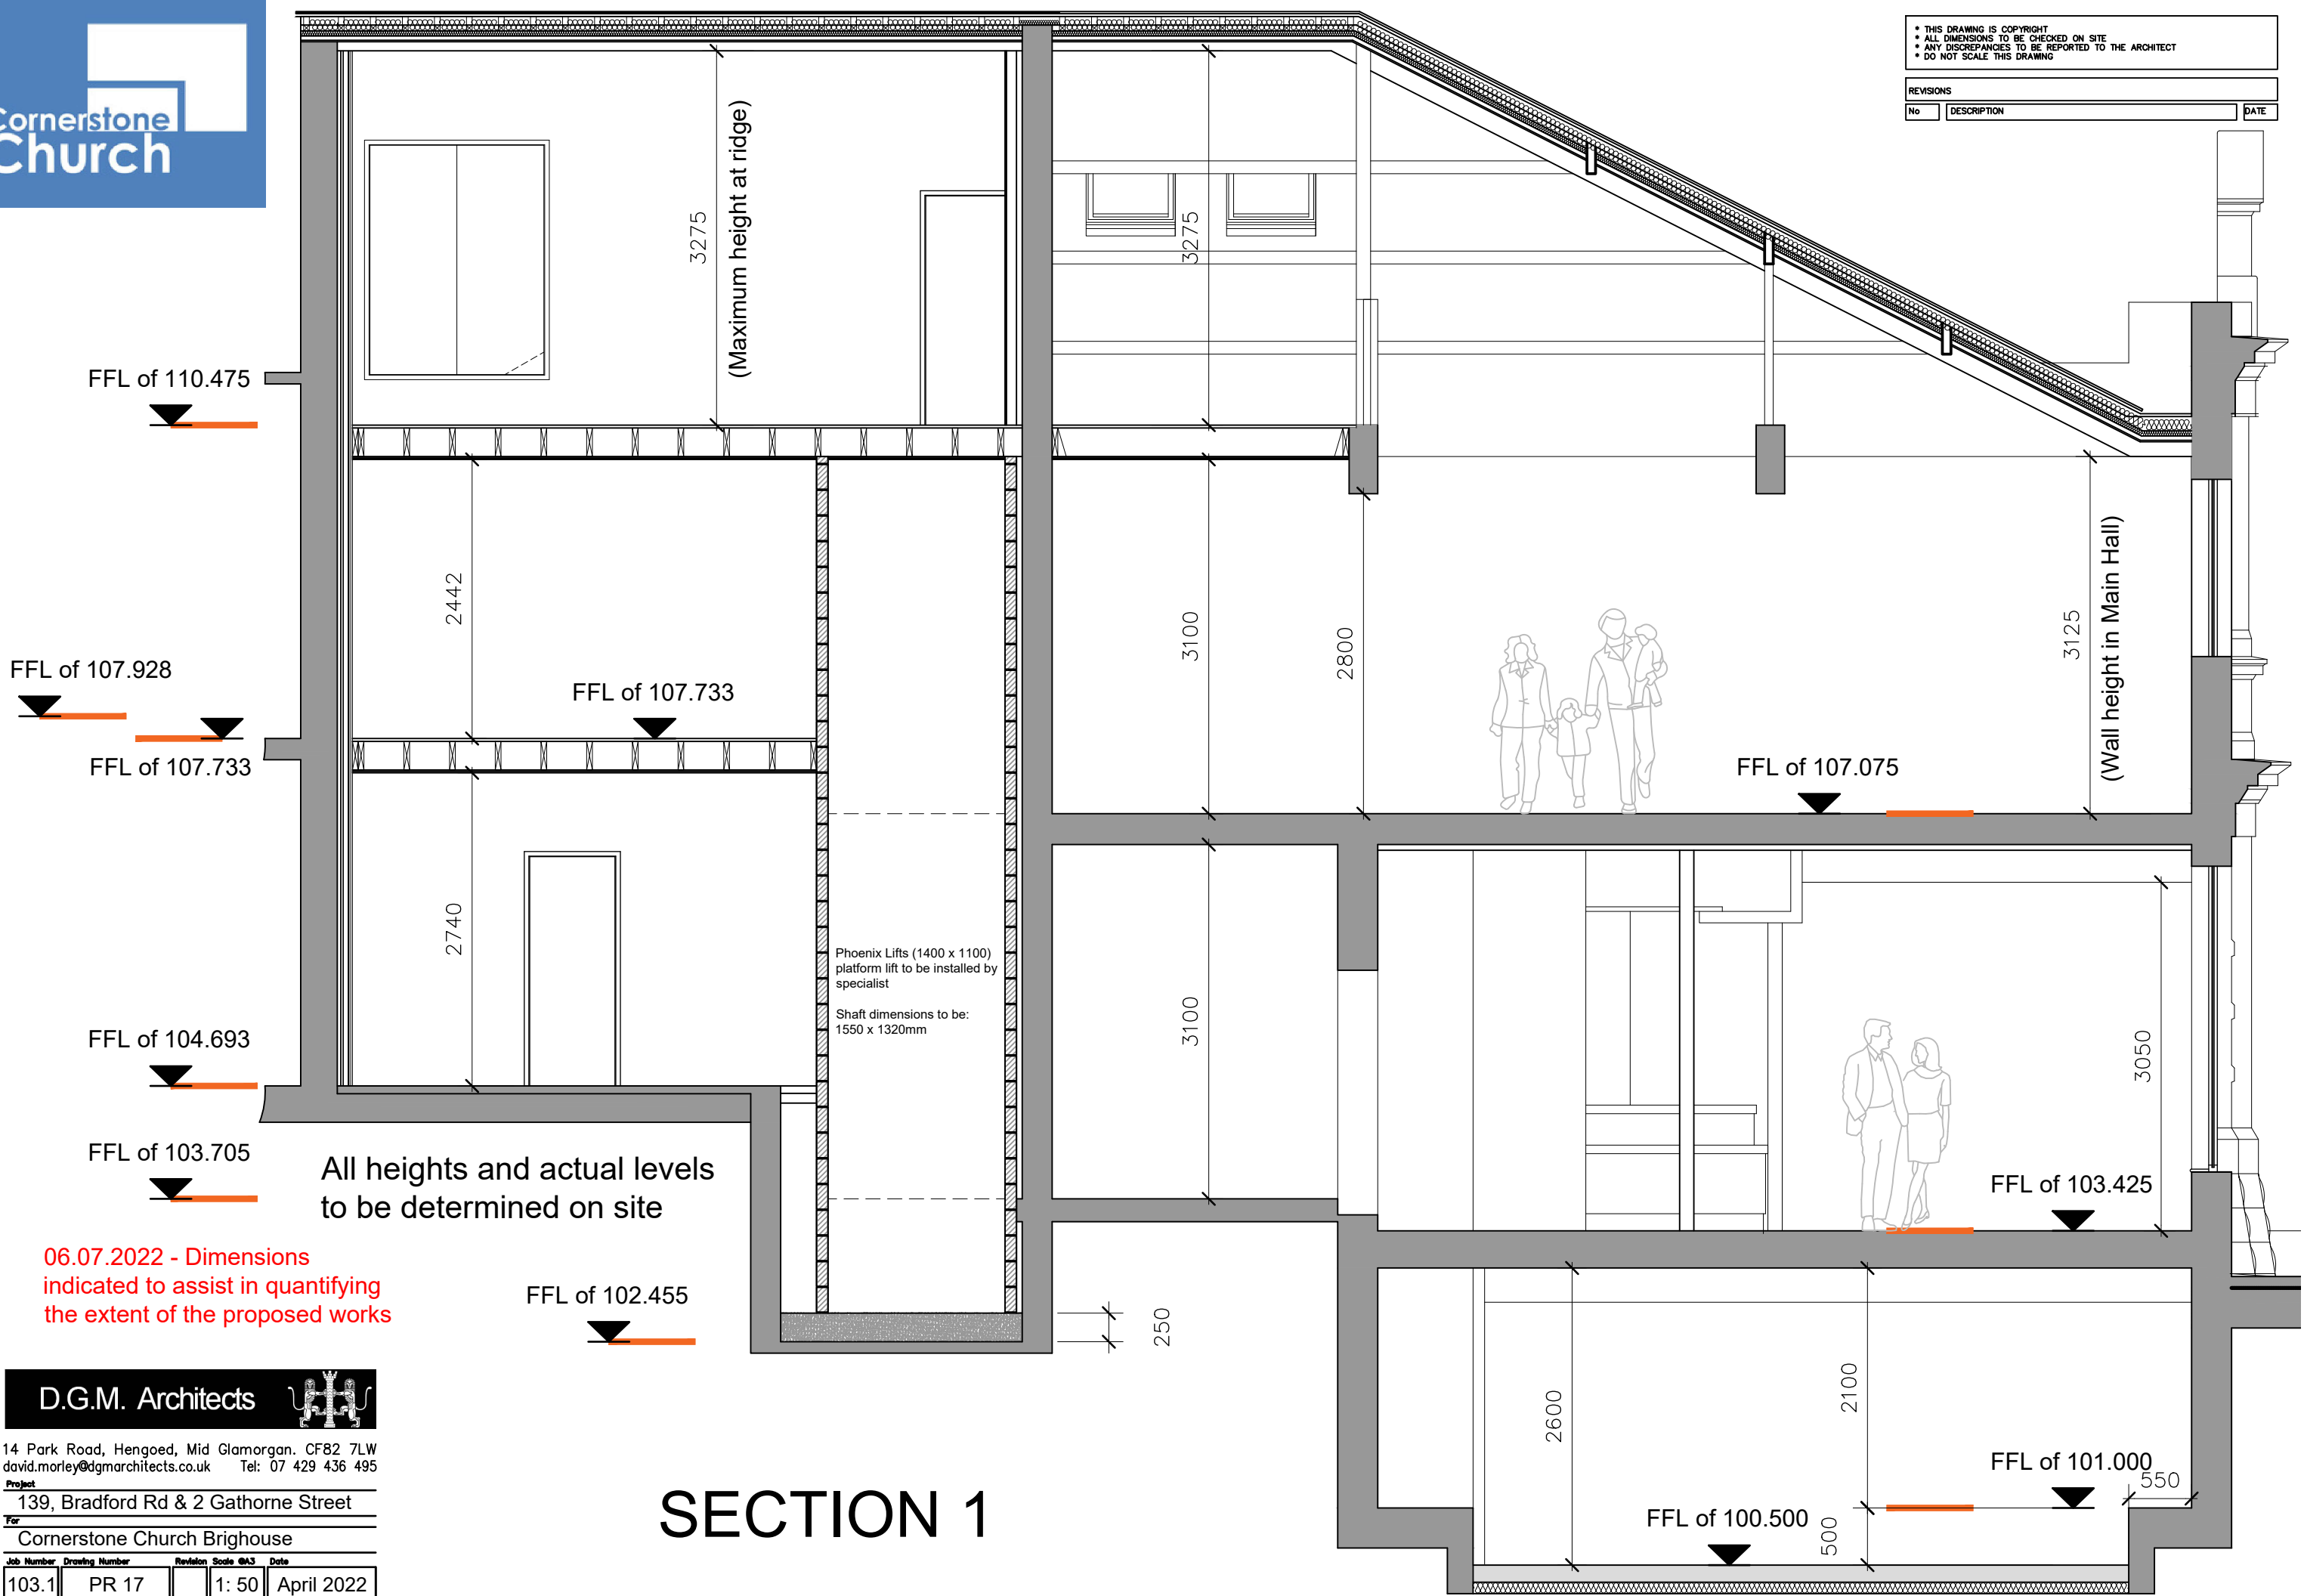 Cornerstone
Church
* THIS DRAWING IS COPYRIGHT
* ALL DIMENSIONS TO BE CHECKED ON SITE
* ANY DISCREPANCIES TO BE REPORTED TO THE ARCHITECT
* DO NOT SCALE THIS DRAWING
REVISIONS
No DESCRIPTION DATE
3275
(Maximum height at ridge)
3275
FFL of 110.475
2442
3100
2800
3125
(Wall height in Main Hall)
FFL of 107.928
FFL of 107.733
FFL of 107.733
FFL of 107.075
2740
Phoenix Lifts (1400 x 1100)
platform lift to be installed by
specialist
Shaft dimensions to be:
1550 x 1320mm
3100
3050
FFL of 104.693
FFL of 103.705
All heights and actual levels
to be determined on site
FFL of 103.425
06.07.2022 - Dimensions
indicated to assist in quantifying
the extent of the proposed works
FFL of 102.455
250
2600
2100
FFL of 101.000
550
FFL of 100.500
500
SECTION 1
D.G.M. Architects
14 Park Road, Hengoed, Mid Glamorgan. CF82 7LW
david.morley@dgmarchitects.co.uk Tel: 07 429 436 495
Project
139, Bradford Rd & 2 Gathorne Street
For
Cornerstone Church Brighouse
Job Number Drawing Number Revision Scale @A3 Date
103.1 PR 17 1: 50 April 2022